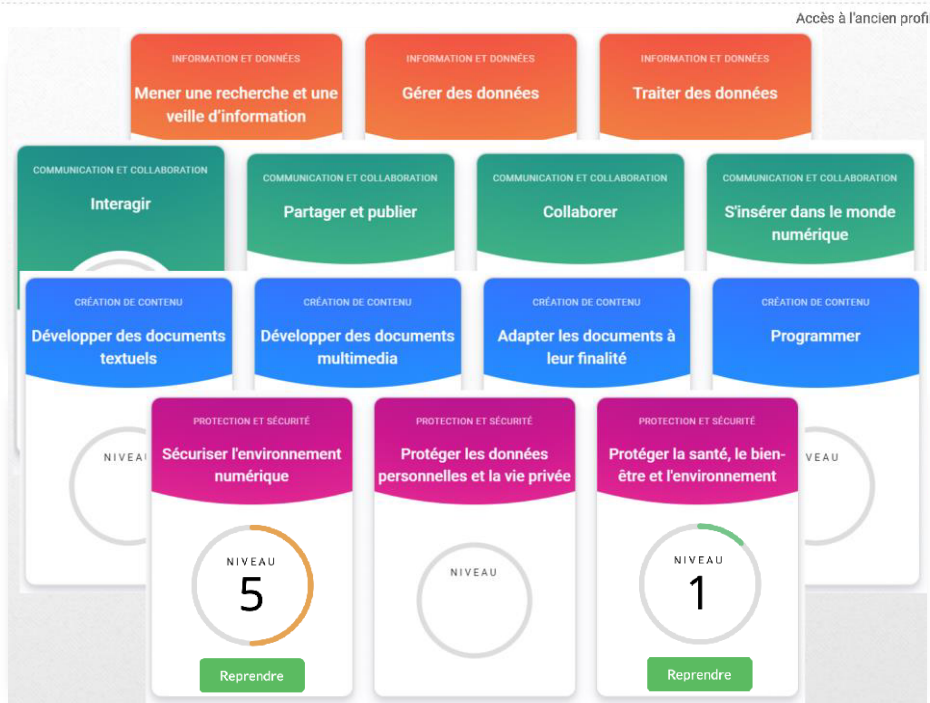 Accès à l'ancien profi
INFORMATION ET DONNÉES
Mener une recherche et une
veille d'information
INFORMATION ET DONNÉES
Gérer des données
INFORMATION ET DONNÉES
Traiter des données
COMMUNICATION ET COLLABORATION
Interagir
COMMUNICATION ET COLLABORATION
Partager et publier
COMMUNICATION ET COLLABORATION
Collaborer
COMMUNICATION ET COLLABORATION
S'insérer dans le monde
numérique
CRÉATION DE CONTENU
Développer des documents
textuels
CRÉATION DE CONTENU
Développer des documents
multimedia
CRÉATION DE CONTENU
Adapter les documents à
leur finalité
CRÉATION DE CONTENU
Programmer
NIVEA
VEAU
PROTECTION ET SÉCURITÉ
Sécuriser l'environnement
numérique
NIVEAU
5
Reprendre
PROTECTION ET SÉCURITÉ
Protéger les données
personnelles et la vie privée
NIVEAU
PROTECTION ET SÉCURITÉ
Protéger la santé, le bien-
être et l'environnement
NIVEAU
1
Reprendre